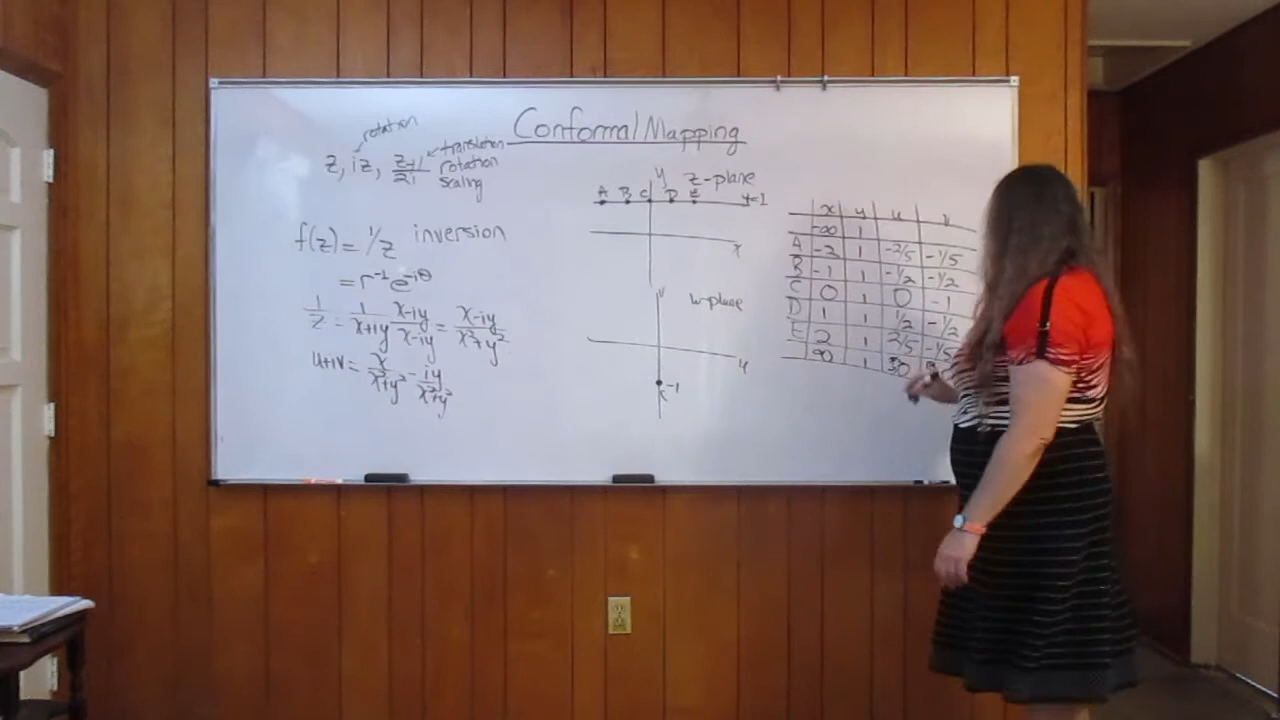 Conformal Mapping
rotation
z, iz, z+1/2i
translation
rotation
scaling
f(z) = 1/z inversion
= r⁻¹ e^-iθ
1/z = 1/x+iy x-iy/x-iy = x-iy/x²+y²
u+iv = x/x²+y² - iy/x²+y²
y z-plane
A B C D E y=1
x
v w-plane
u
-1
x y u v
-∞ 1
A -2 1 -2/5 -1/5
B -1 1 -1/2 -1/2
C 0 1 0 -1
D 1 1 1/2 -1/2
E 2 1 2/5 -1/5
∞ 1 0